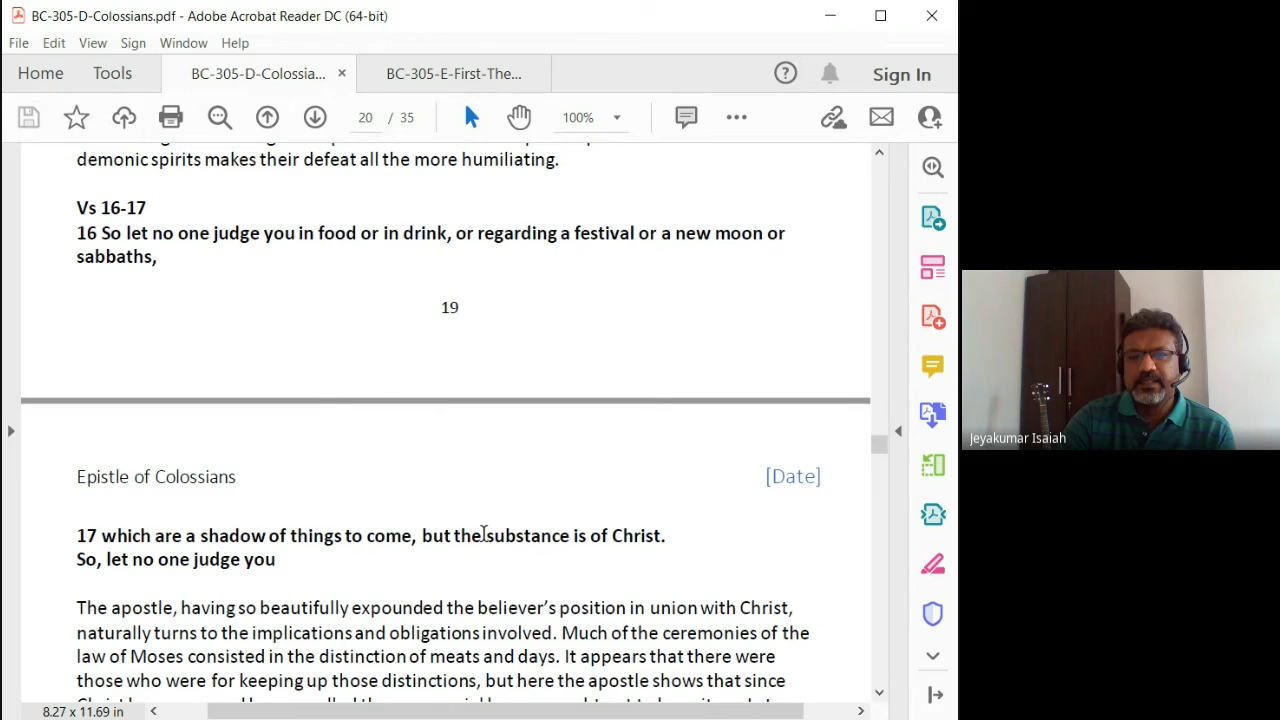 BC-305-D-Colossians.pdf - Adobe Acrobat Reader DC (64-bit)
File Edit View Sign Window Help
Home Tools BC-305-D-Colossia... BC-305-E-First-The... Sign In
20 / 35 100%
demonic spirits makes their defeat all the more humiliating.
Vs 16-17
16 So let no one judge you in food or in drink, or regarding a festival or a new moon or
sabbaths,
19
Epistle of Colossians [Date]
17 which are a shadow of things to come, but the substance is of Christ.
So, let no one judge you
The apostle, having so beautifully expounded the believer's position in union with Christ,
naturally turns to the implications and obligations involved. Much of the ceremonies of the
law of Moses consisted in the distinction of meats and days. It appears that there were
those who were for keeping up those distinctions, but here the apostle shows that since
8.27 x 11.69 in
Jeyakumar Isaiah